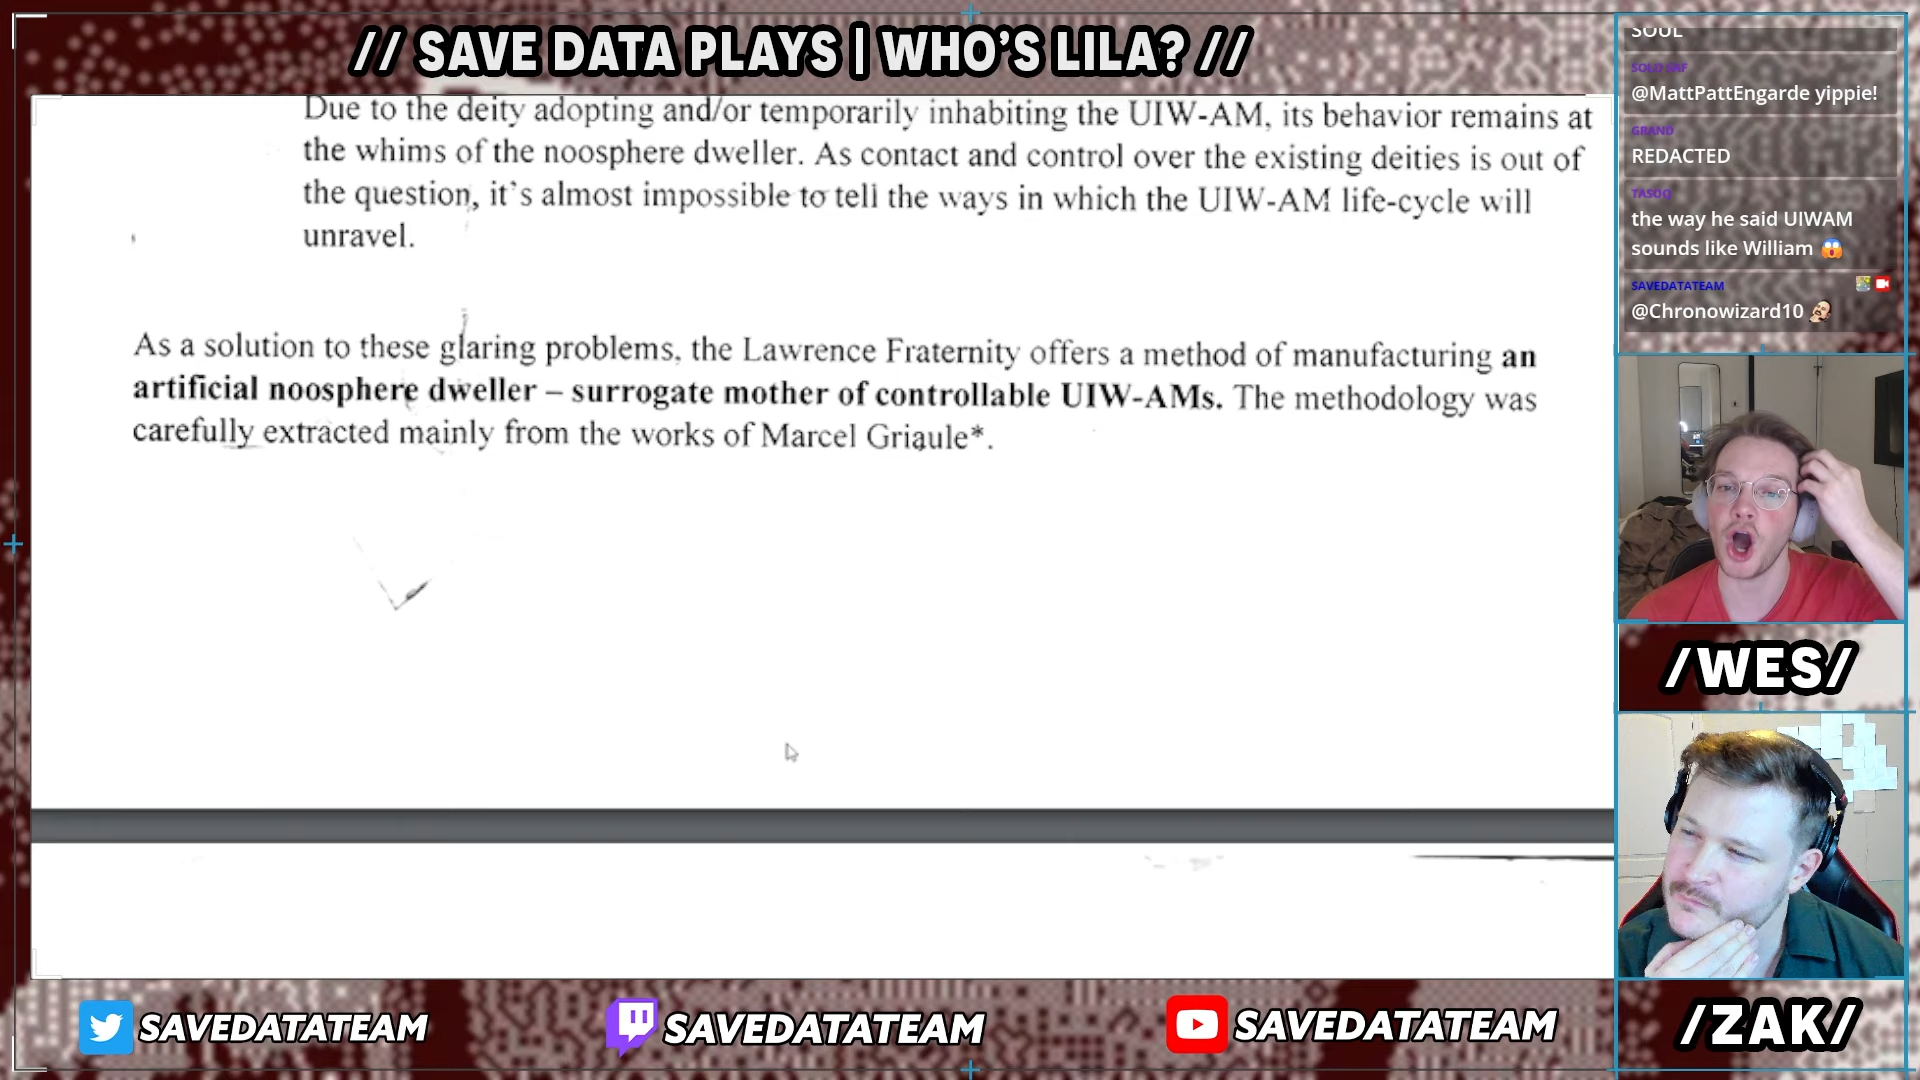 // SAVE DATA PLAYS | WHO'S LILA? //
Due to the deity adopting and/or temporarily inhabiting the UIW-AM, its behavior remains at
the whims of the noosphere dweller. As contact and control over the existing deities is out of
the question, it's almost impossible to tell the ways in which the UIW-AM life-cycle will
unravel.
As a solution to these glaring problems, the Lawrence Fraternity offers a method of manufacturing an
artificial noosphere dweller – surrogate mother of controllable UIW-AMs. The methodology was
carefully extracted mainly from the works of Marcel Griaule*.
SOUL
@MattPattEngarde yippie!
GRAND
REDACTED
TASUQ
the way he said UIWAM
sounds like William 😱
SAVEDATATEAM
@Chronowizard10
/WES/
/ZAK/
SAVEDATATEAM
SAVEDATATEAM
SAVEDATATEAM